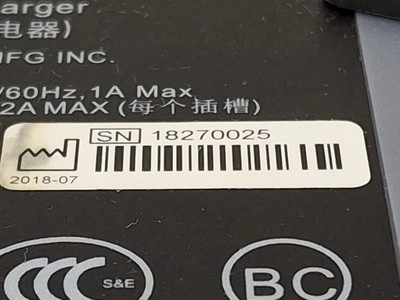 arger
电器)
MFG INC.
/60Hz,1A Max
2A MAX (每个插槽)
SN 18270025
2018-07
CCC S&E
BC